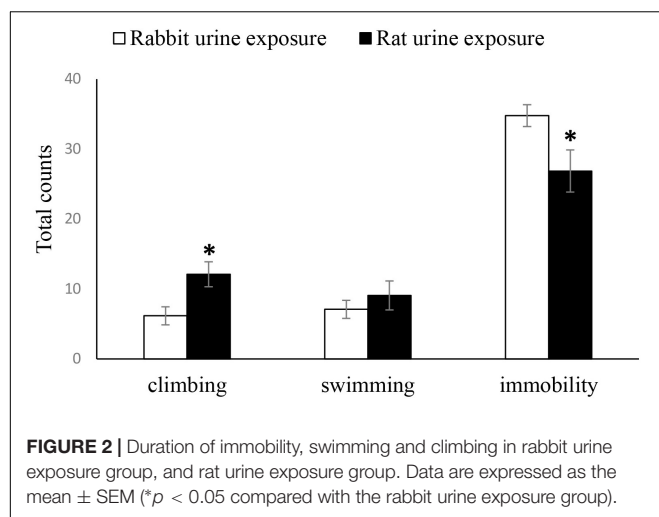 □ Rabbit urine exposure ■ Rat urine exposure
40
30
20
10
0
Total counts
*
*
climbing swimming immobility
FIGURE 2 | Duration of immobility, swimming and climbing in rabbit urine
exposure group, and rat urine exposure group. Data are expressed as the
mean ± SEM (*p < 0.05 compared with the rabbit urine exposure group).